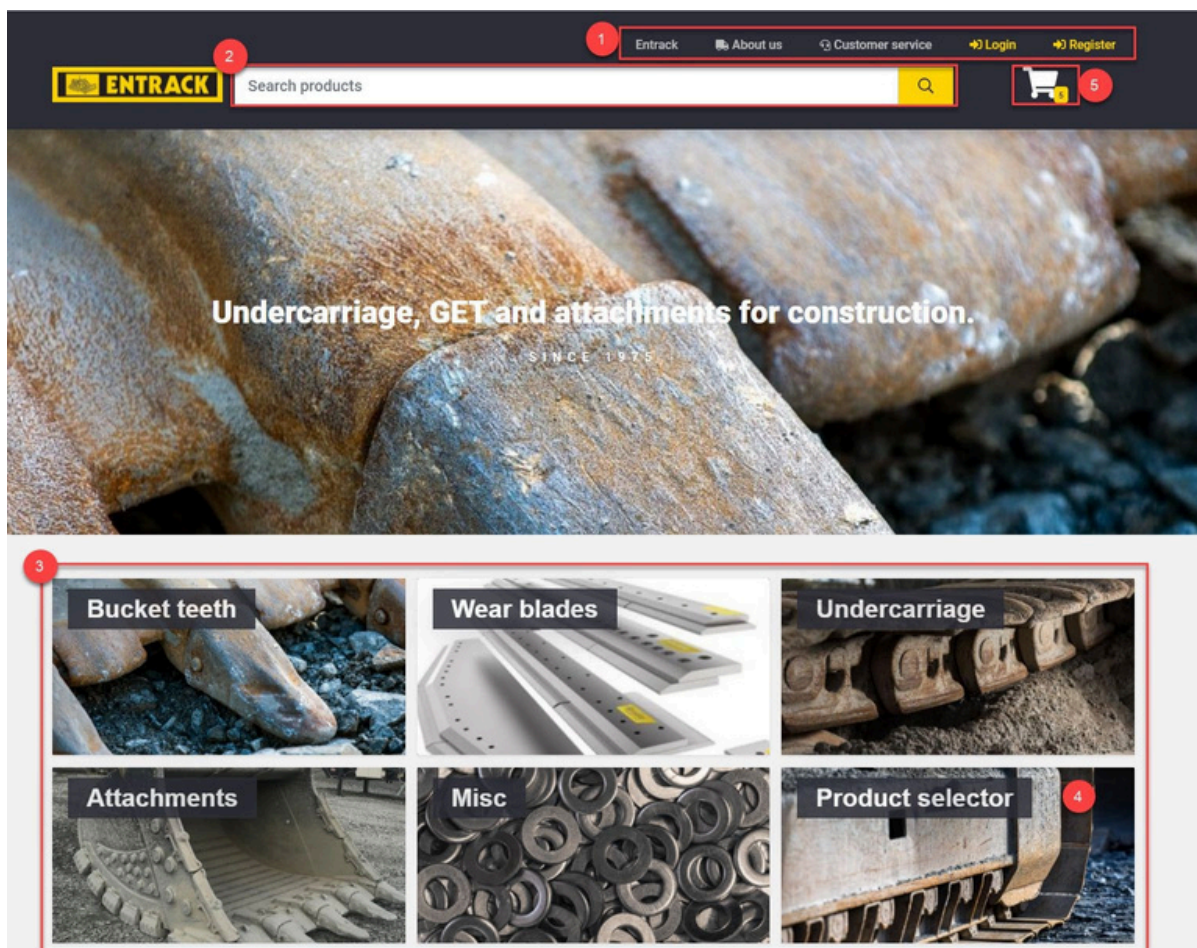 1 Entrack About us Customer service Login Register
2
ENTRACK Search products 5 5
Undercarriage, GET and attachments for construction.
SINCE 1975
3
Bucket teeth Wear blades Undercarriage
Attachments Misc Product selector 4